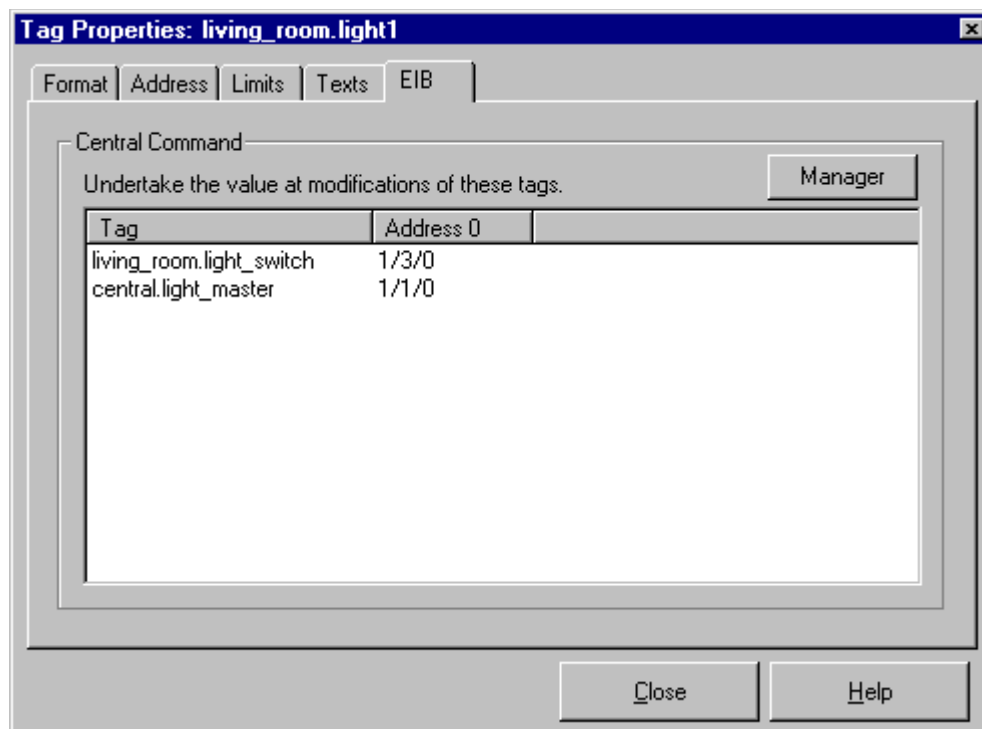 Tag Properties: living_room.light1
Format Address Limits Texts EIB
Central Command
Undertake the value at modifications of these tags.
Manager
Tag Address 0
living_room.light_switch 1/3/0
central.light_master 1/1/0
Close Help